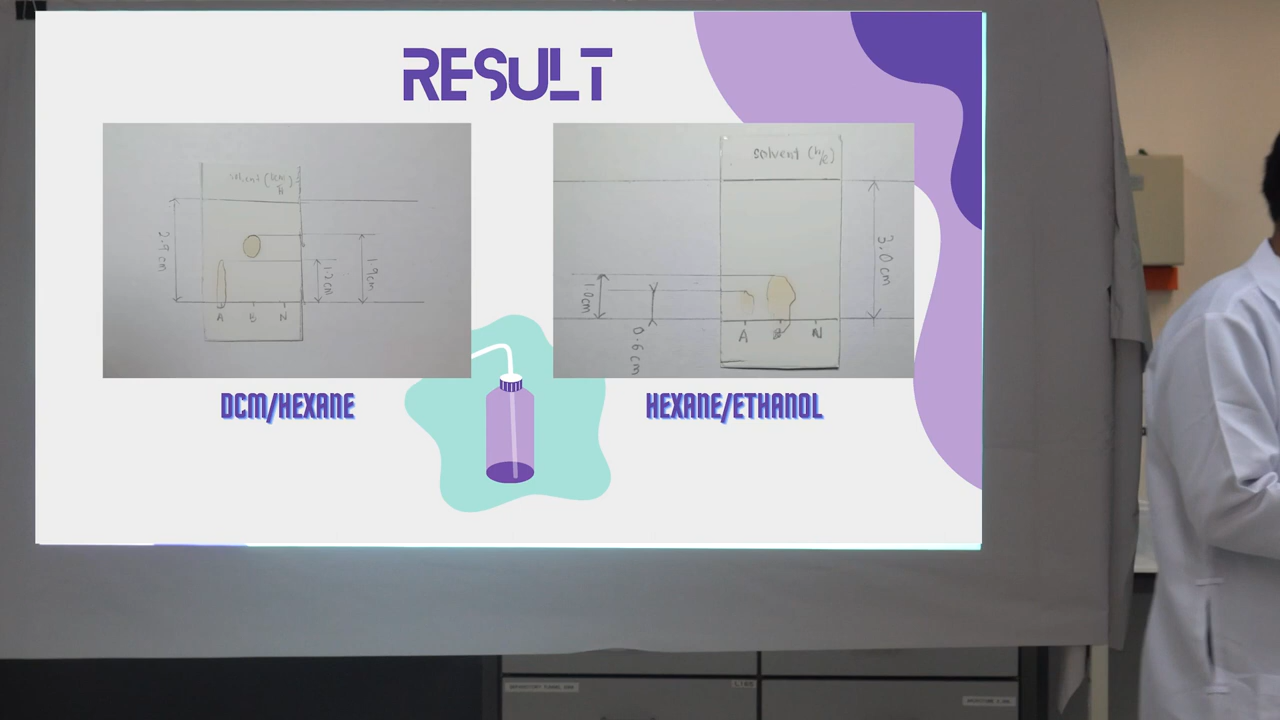 RESULT
solvent (DCM/H)
2.9 cm
1.2 cm
1.9 cm
A B N
DCM/HEXANE
solvent (H/E)
3.0 cm
1.0 cm
0.6 cm
A B N
HEXANE/ETHANOL